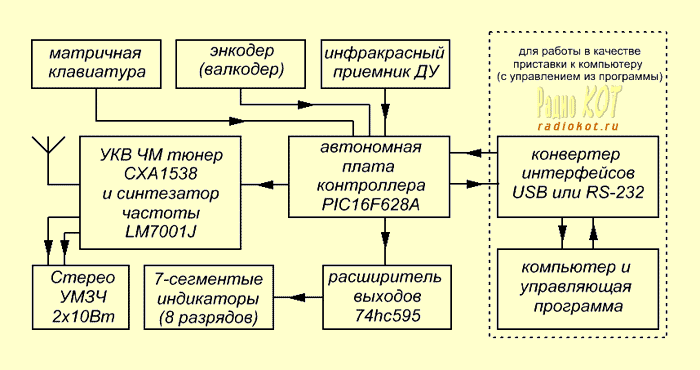 матричная
клавиатура
энкодер
(валкодер)
инфракрасный
приемник ДУ
для работы в качестве
приставки к компьютеру
(с управлением из программы)
Радио КОТ
radiokot.ru
УКВ ЧМ тюнер
CXA1538
и синтезатор
частоты
LM7001J
автономная
плата
контроллера
PIC16F628A
конвертер
интерфейсов
USB или RS-232
Стерео
УМЗЧ
2x10Вт
7-сегментые
индикаторы
(8 разрядов)
расширитель
выходов
74hc595
компьютер и
управляющая
программа